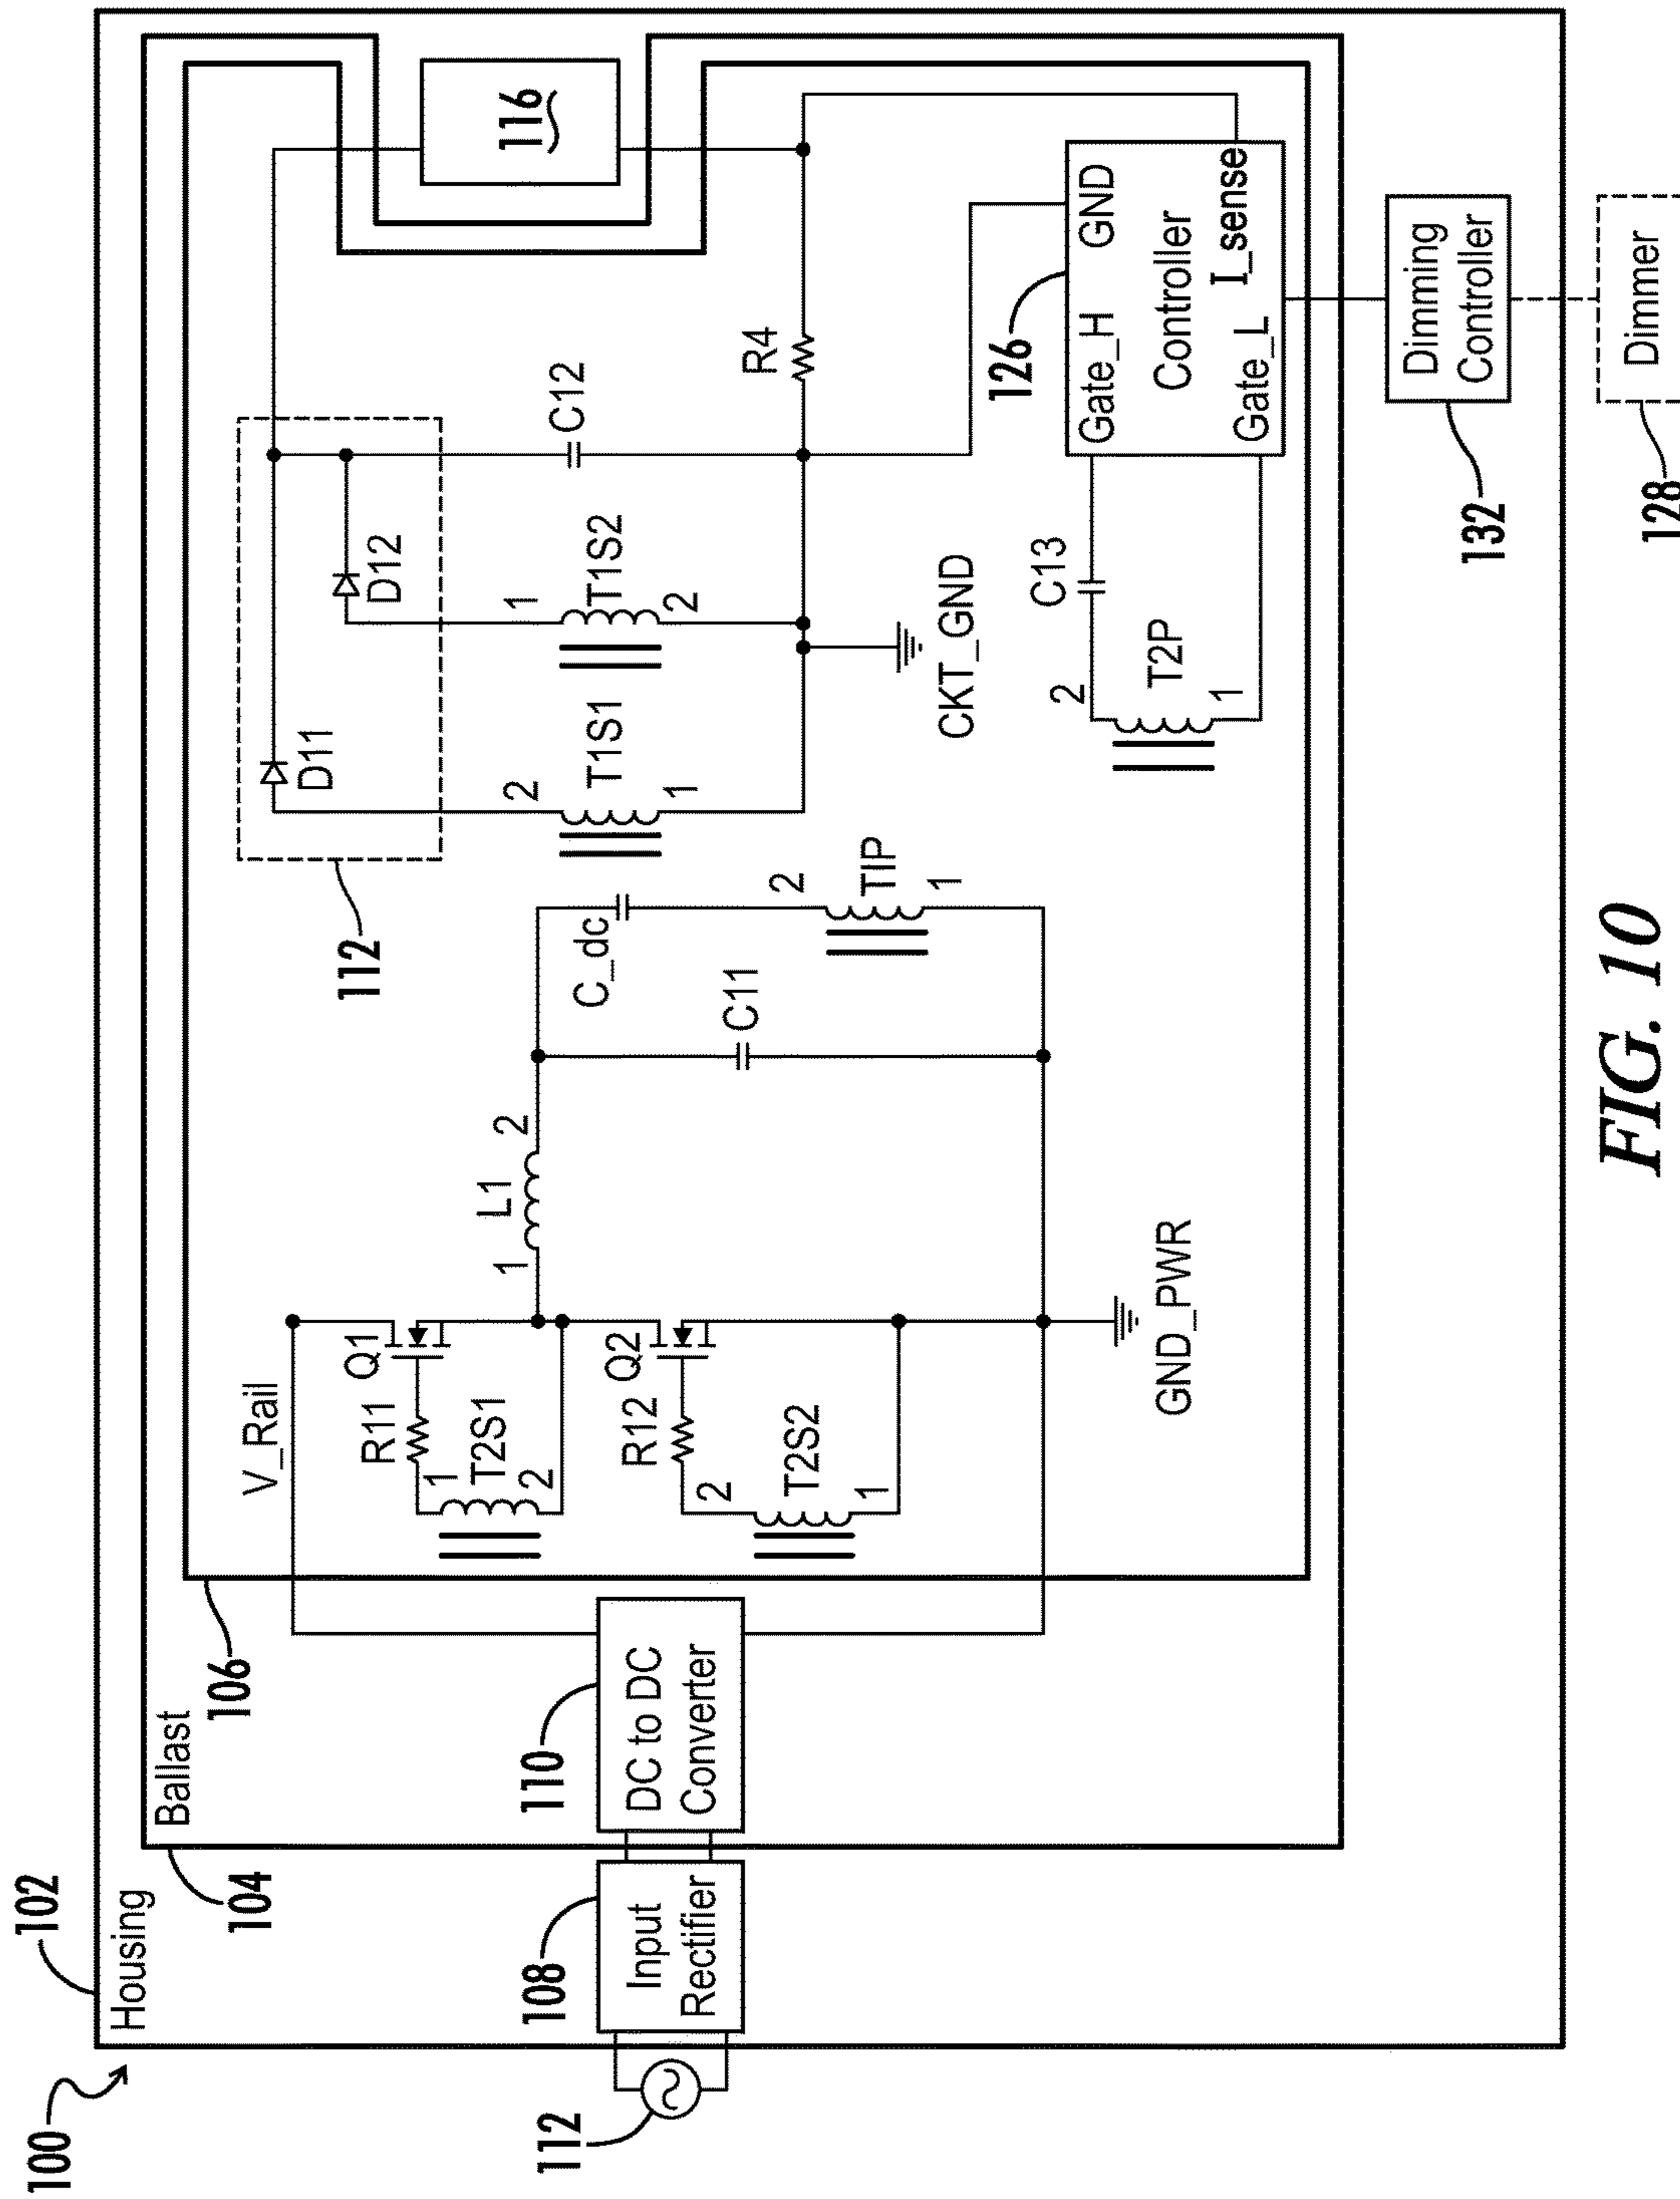 100
102
Housing
104
Ballast
106
112
108
Input
Rectifier
110
DC to DC
Converter
V_Rail
Q1
R11
1
T2S1
2
Q2
R12
2
T2S2
1
GND_PWR
1
L1
2
C_dc
C11
2
TIP
1
112
D11
D12
2
T1S1
1
1
T1S2
2
C12
R4
CKT_GND
116
126
C13
2
T2P
1
Gate_H
GND
Controller
Gate_L
I_sense
132
Dimming
Controller
128
Dimmer
FIG. 10